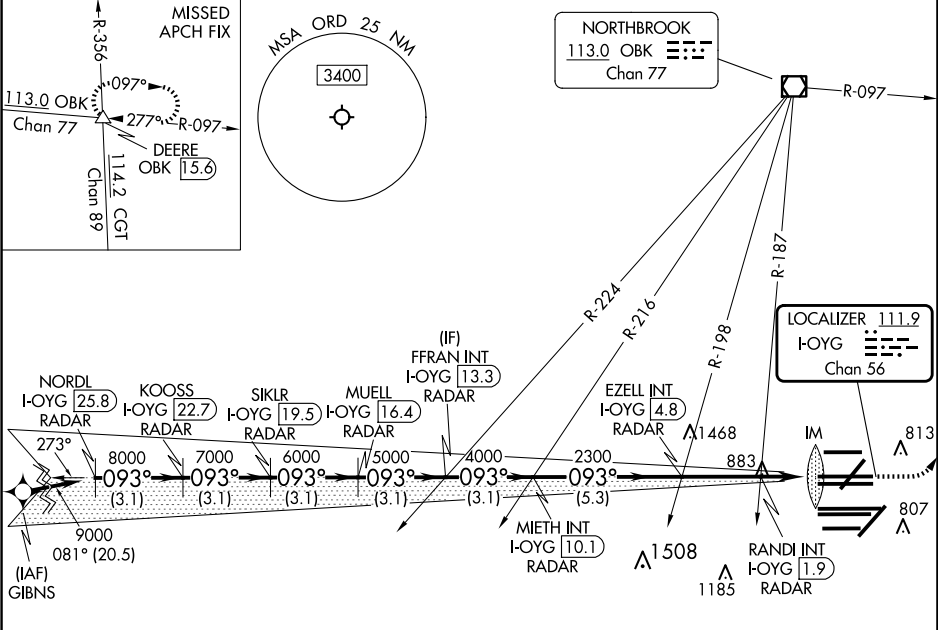 MISSED
APCH FIX
R-356
097°
113.0 OBK
Chan 77
277°
R-097
DEERE
OBK 15.6
114.2 CGT
Chan 89
MSA ORD 25 NM
3400
NORTHBROOK
113.0 OBK
Chan 77
R-097
R-224
R-216
R-198
R-187
LOCALIZER 111.9
I-OYG
Chan 56
(IF)
FFRAN INT
I-OYG 13.3
RADAR
NORDL
I-OYG 25.8
RADAR
KOOSS
I-OYG 22.7
RADAR
SIKLR
I-OYG 19.5
RADAR
MUELL
I-OYG 16.4
RADAR
EZELL INT
I-OYG 4.8
RADAR
1468
IM
813
273°
8000
093°
(3.1)
7000
093°
(3.1)
6000
093°
(3.1)
5000
093°
(3.1)
4000
093°
(3.1)
2300
093°
(5.3)
883
807
9000
081° (20.5)
(IAF)
GIBNS
MIETH INT
I-OYG 10.1
RADAR
1508
1185
RANDI INT
I-OYG 1.9
RADAR